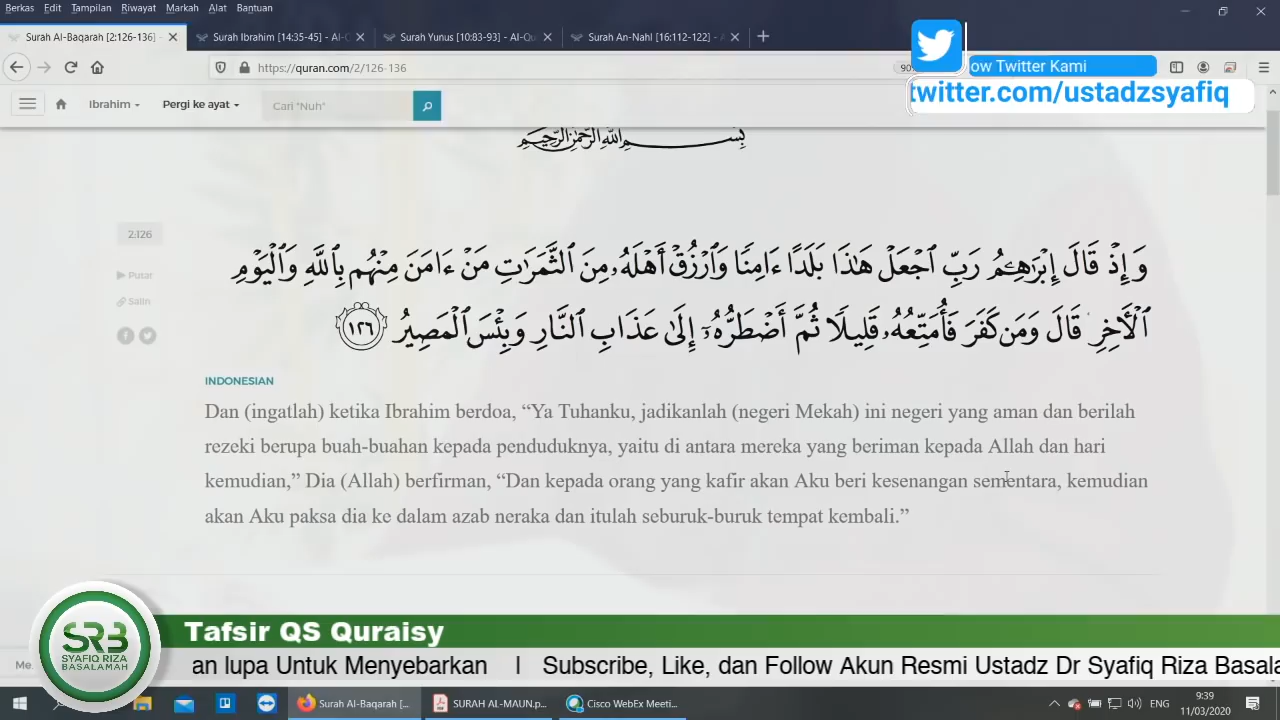 Berkas Edit Tampilan Riwayat Markah Alat Bantuan
Surah Al-Baqarah [2:126-136] - Surah Ibrahim [14:35-45] - Al-Q Surah Yunus [10:83-93] - Al-Qu Surah An-Nahl [16:112-122] - A
ow Twitter Kami
https://quran.com/2/126-136
twitter.com/ustadzsyafiq
Ibrahim Pergi ke ayat Cari "Nuh"
بِسْمِ اللَّهِ الرَّحْمَٰنِ الرَّحِيمِ
2:126
وَإِذْ قَالَ إِبْرَٰهِـۧمُ رَبِّ ٱجْعَلْ هَٰذَا بَلَدًا ءَامِنًا وَٱرْزُقْ أَهْلَهُۥ مِنَ ٱلثَّمَرَٰتِ مَنْ ءَامَنَ مِنْهُم بِٱللَّهِ وَٱلْيَوْمِ
ٱلْـَٔاخِرِ ۖ قَالَ وَمَن كَفَرَ فَأُمَتِّعُهُۥ قَلِيلًا ثُمَّ أَضْطَرُّهُۥٓ إِلَىٰ عَذَابِ ٱلنَّارِ ۖ وَبِئْسَ ٱلْمَصِيرُ ١٢٦
Putar
Salin
INDONESIAN
Dan (ingatlah) ketika Ibrahim berdoa, “Ya Tuhanku, jadikanlah (negeri Mekah) ini negeri yang aman dan berilah
rezeki berupa buah-buahan kepada penduduknya, yaitu di antara mereka yang beriman kepada Allah dan hari
kemudian,” Dia (Allah) berfirman, “Dan kepada orang yang kafir akan Aku beri kesenangan sementara, kemudian
akan Aku paksa dia ke dalam azab neraka dan itulah seburuk-buruk tempat kembali.”
SRB
SYAFIQ RIZA
BASALAMAH
Tafsir QS Quraisy
an lupa Untuk Menyebarkan I Subscribe, Like, dan Follow Akun Resmi Ustadz Dr Syafiq Riza Basala
Surah Al-Baqarah [... SURAH AL-MAUN.p... Cisco WebEx Meeti... ENG
9:39
11/03/2020